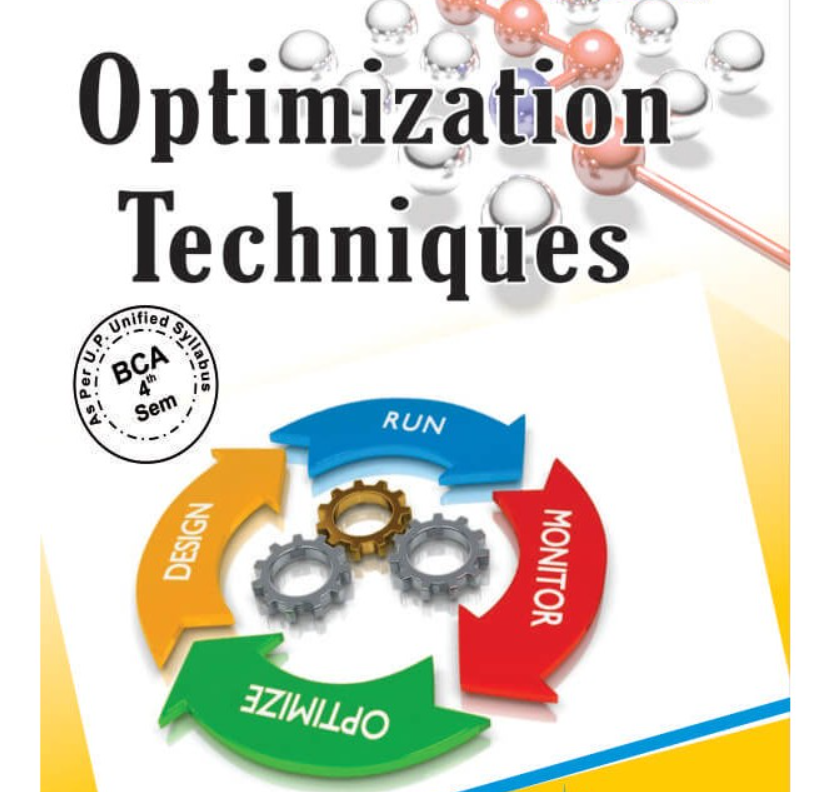 Optimization
Techniques
As Per U.P. Unified Syllabus
BCA
4th
Sem
RUN
DESIGN
MONITOR
OPTIMIZE